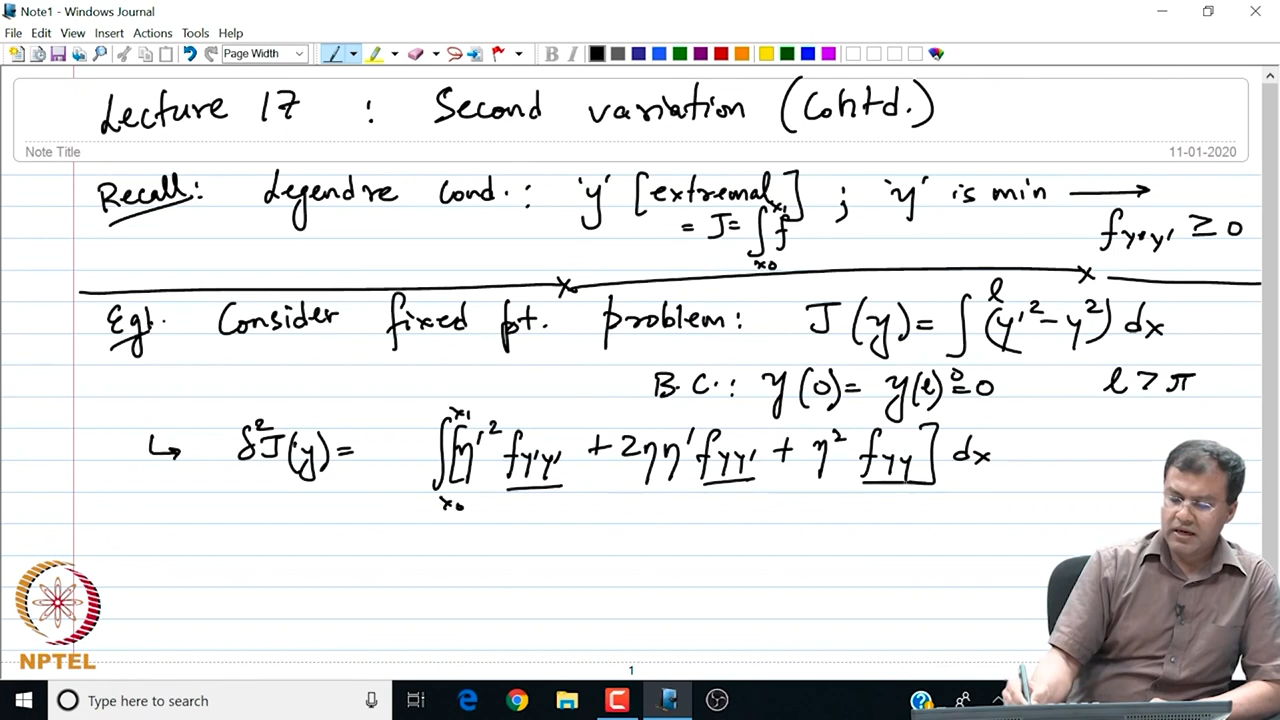 Note1 - Windows Journal
File Edit View Insert Actions Tools Help
Page Width
B I
Lecture 17 : Second variation (Contd.)
Note Title
11-01-2020
Recall: Legendre cond. : 'y' [extremal] ; 'y' is min ⟶
= J = ∫_{x0}^{x1} f
f_{y'y'} ≥ 0
Eg1. Consider fixed pt. problem: J(y) = ∫_0^l (y'^2 - y^2) dx
B.C.: y(0) = y(l) = 0 l > π
↳ δ^2J(y) = ∫_{x0}^{x1} [η'^2 f_{y'y'} + 2ηη' f_{yy'} + η^2 f_{yy}] dx
NPTEL
1
Type here to search